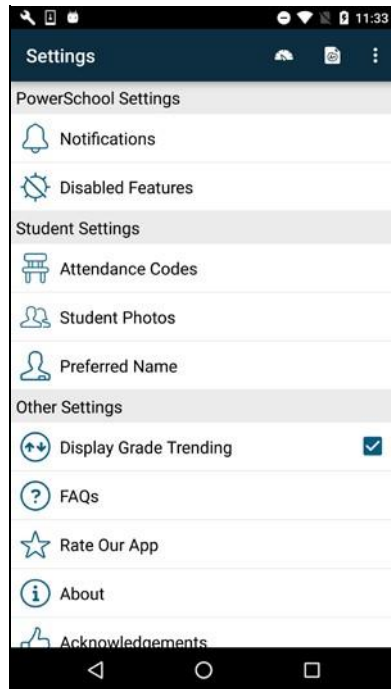 11:33
Settings
A+
PowerSchool Settings
Notifications
Disabled Features
Student Settings
Attendance Codes
Student Photos
Preferred Name
Other Settings
Display Grade Trending
FAQs
Rate Our App
About
Acknowledgements